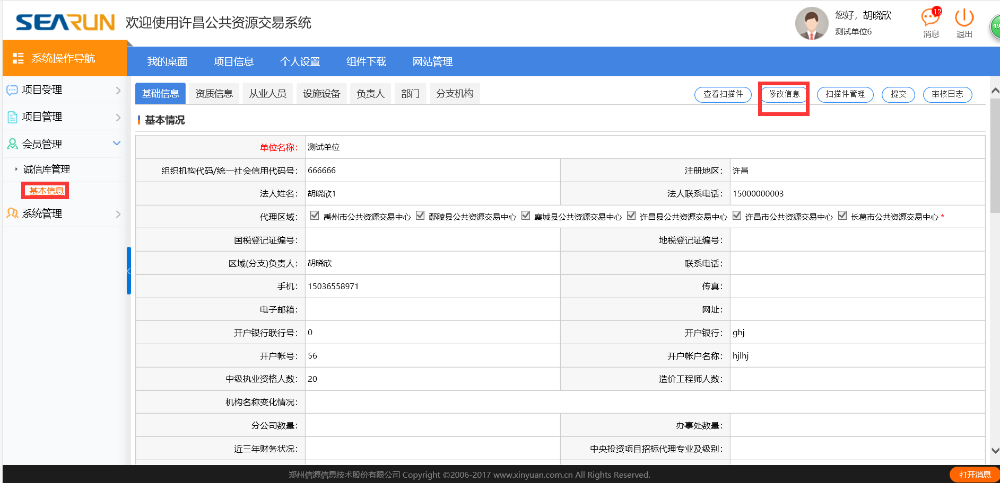 SEARUN 欢迎使用许昌公共资源交易系统
您好，胡晓欣
测试单位6
12
消息
退出
49
系统操作导航
我的桌面 项目信息 个人设置 组件下载 网站管理
项目受理
项目管理
会员管理
诚信库管理
基本信息
系统管理
基础信息 资质信息 从业人员 设施设备 负责人 部门 分支机构
查看扫描件 修改信息 扫描件管理 提交 审核日志
基本情况
单位名称： 测试单位
组织机构代码/统一社会信用代码号： 666666 注册地区： 许昌
法人姓名： 胡晓欣1 法人联系电话： 15000000003
代理区域： 禹州市公共资源交易中心 鄢陵县公共资源交易中心 襄城县公共资源交易中心 许昌县公共资源交易中心 许昌市公共资源交易中心 长葛市公共资源交易中心 *
国税登记证编号： 地税登记证编号：
区域(分支)负责人： 胡晓欣 联系电话：
手机： 15036558971 传真：
电子邮箱： 网址：
开户银行联行号： 0 开户银行： ghj
开户帐号： 56 开户帐户名称： hjlhj
中级执业资格人数： 20 造价工程师人数：
机构名称变化情况：
分公司数量： 办事处数量：
近三年财务状况： 中央投资项目招标代理专业及级别：
郑州信源信息技术股份有限公司 Copyright ©2006-2017 www.xinyuan.com.cn All Rights Reserved.
打开消息